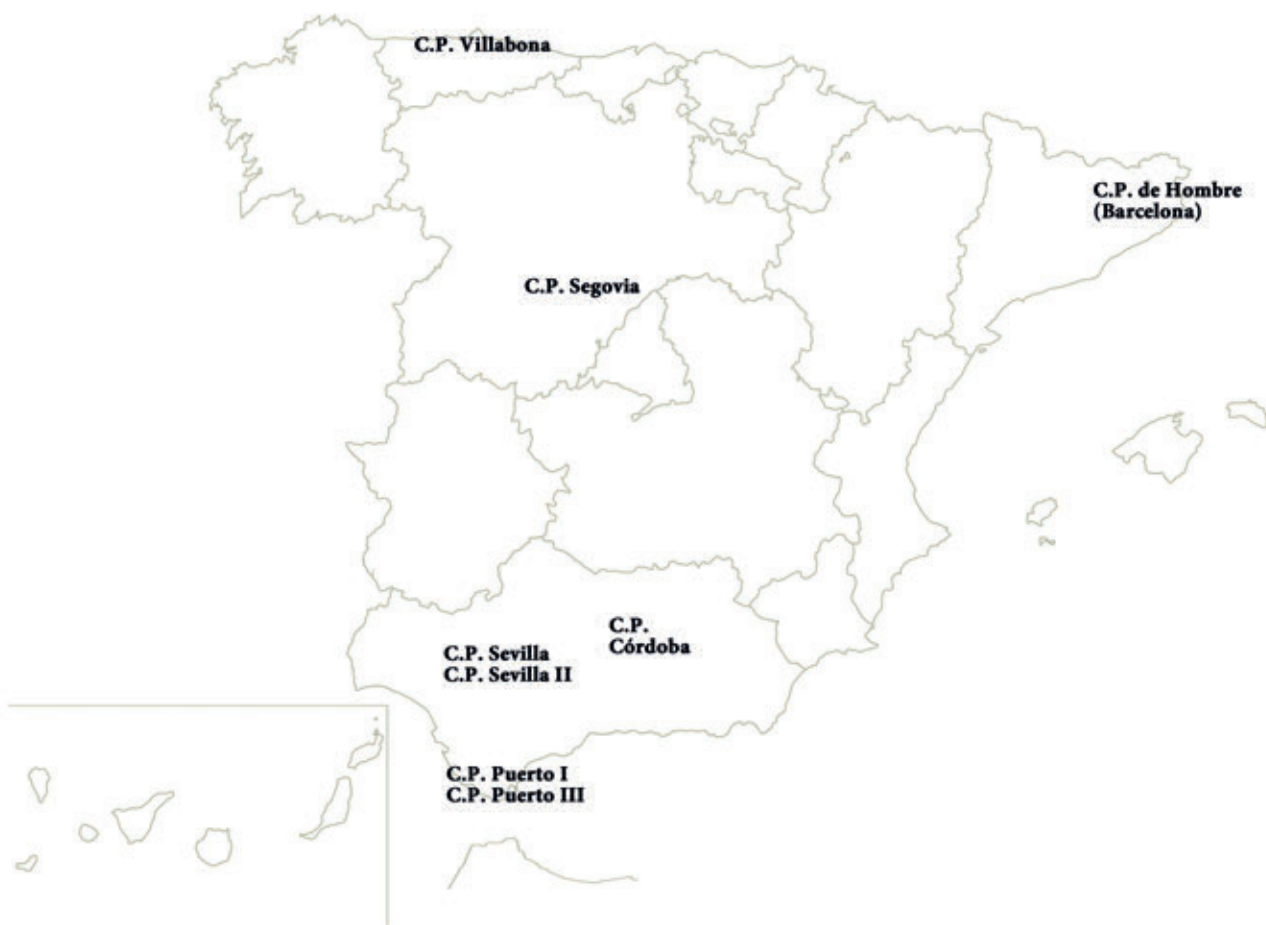 C.P. Villabona
C.P. de Hombre
(Barcelona)
C.P. Segovia
C.P.
Córdoba
C.P. Sevilla
C.P. Sevilla II
C.P. Puerto I
C.P. Puerto III